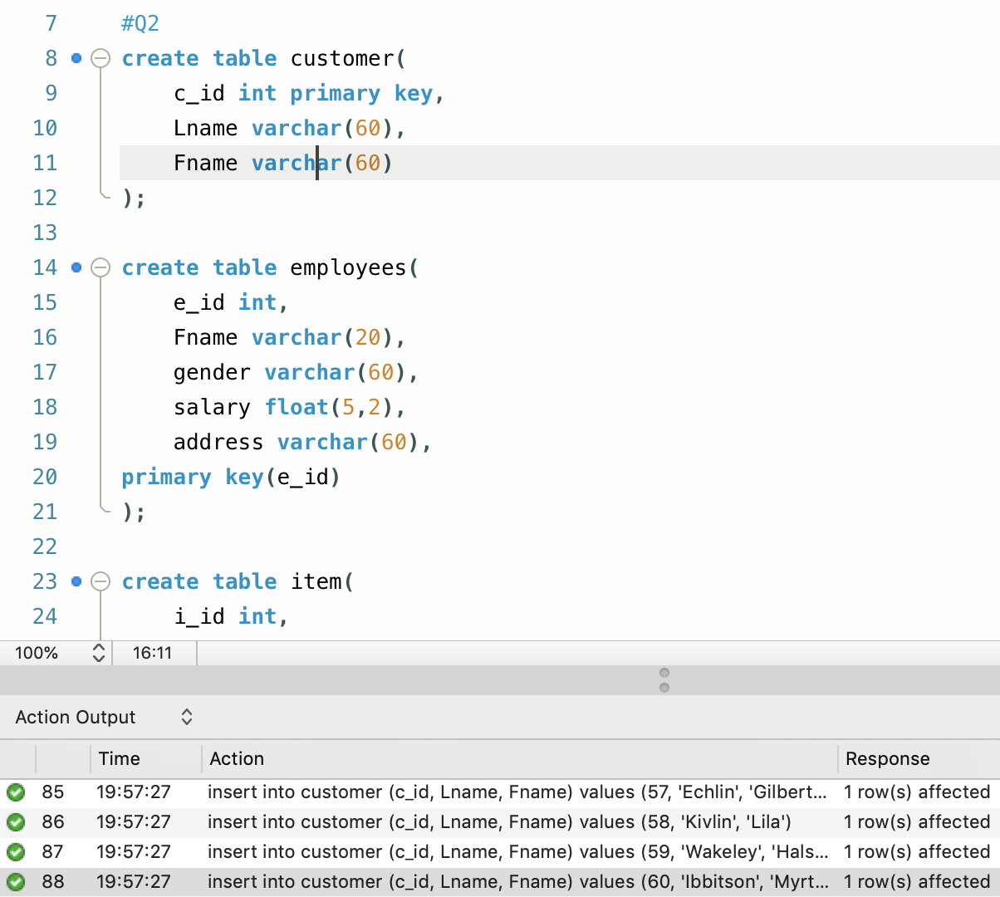 7 #Q2
8 create table customer(
9 c_id int primary key,
10 Lname varchar(60),
11 Fname varchar(60)
12 );
13
14 create table employees(
15 e_id int,
16 Fname varchar(20),
17 gender varchar(60),
18 salary float(5,2),
19 address varchar(60),
20 primary key(e_id)
21 );
22
23 create table item(
24 i_id int,
100% 16:11
Action Output
Time Action Response
85 19:57:27 insert into customer (c_id, Lname, Fname) values (57, 'Echlin', 'Gilbert... 1 row(s) affected
86 19:57:27 insert into customer (c_id, Lname, Fname) values (58, 'Kivlin', 'Lila') 1 row(s) affected
87 19:57:27 insert into customer (c_id, Lname, Fname) values (59, 'Wakeley', 'Hals... 1 row(s) affected
88 19:57:27 insert into customer (c_id, Lname, Fname) values (60, 'Ibbitson', 'Myrt... 1 row(s) affected